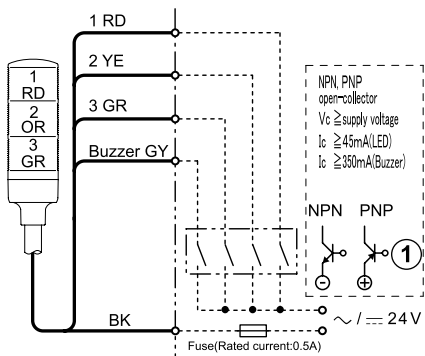 1 RD
2 YE
3 GR
Buzzer GY
BK
1
RD
2
OR
3
GR
NPN, PNP
open-collector
Vc ≧supply voltage
Ic ≧45mA(LED)
Ic ≧350mA(Buzzer)
NPN PNP
1
⊖ ⊕
~ / ⎓ 24V
Fuse(Rated current:0.5A)